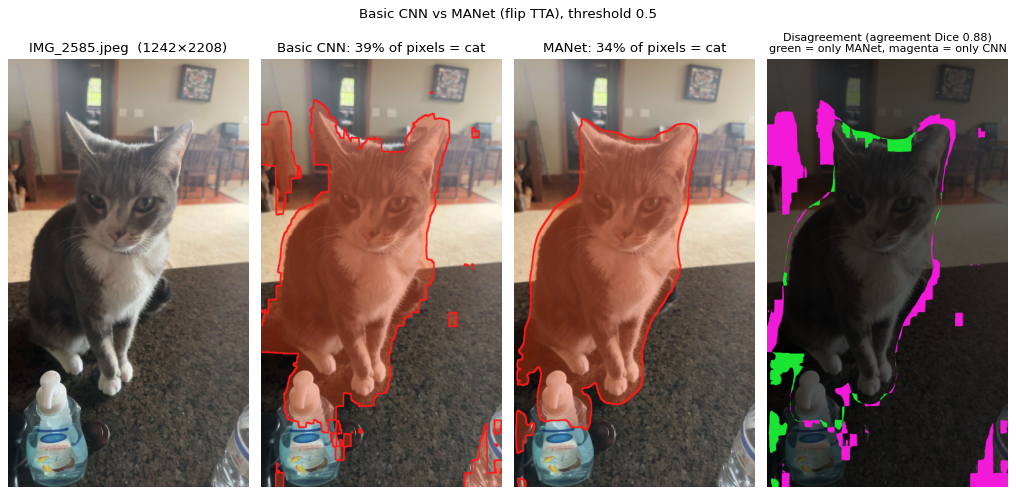 Basic CNN vs MANet (flip TTA), threshold 0.5
IMG_2585.jpeg (1242×2208)
Basic CNN: 39% of pixels = cat
MANet: 34% of pixels = cat
Disagreement (agreement Dice 0.88)
green = only MANet, magenta = only CNN